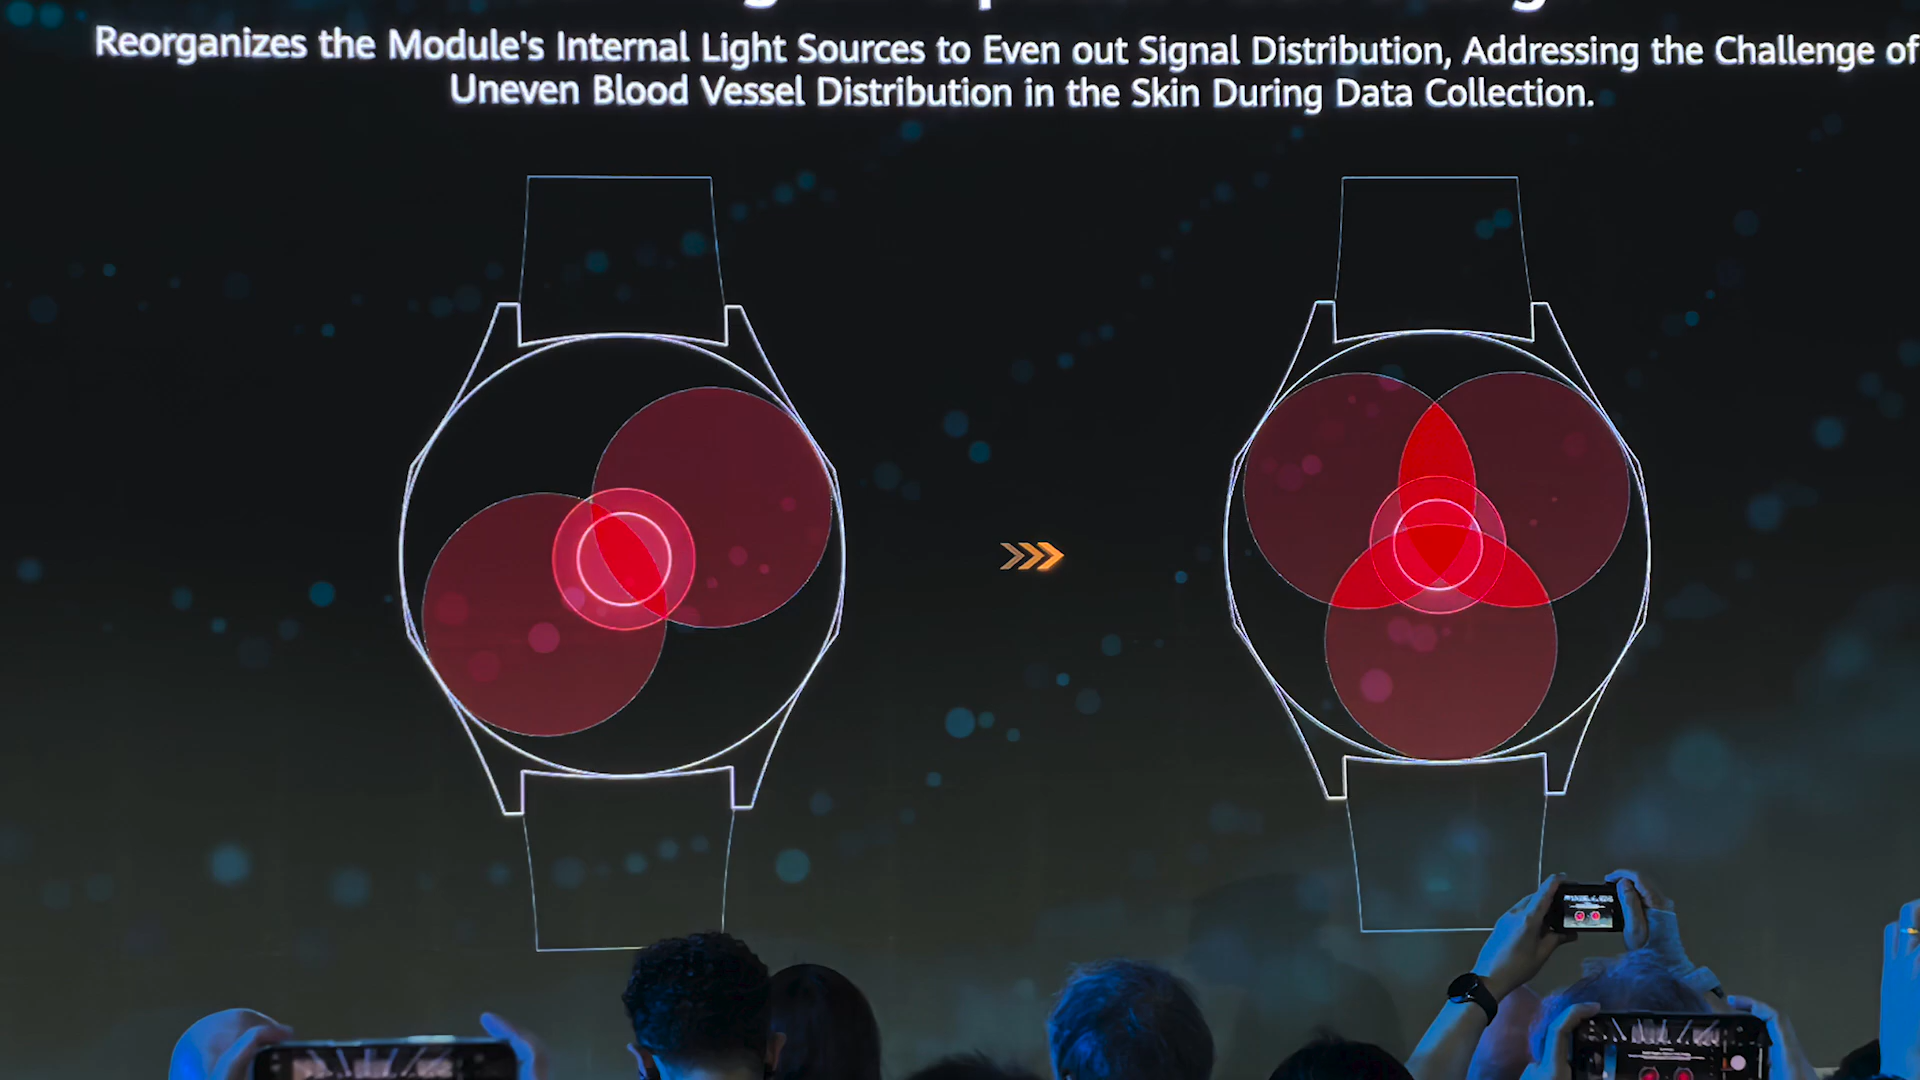 Reorganizes the Module's Internal Light Sources to Even out Signal Distribution, Addressing the Challenge of
Uneven Blood Vessel Distribution in the Skin During Data Collection.